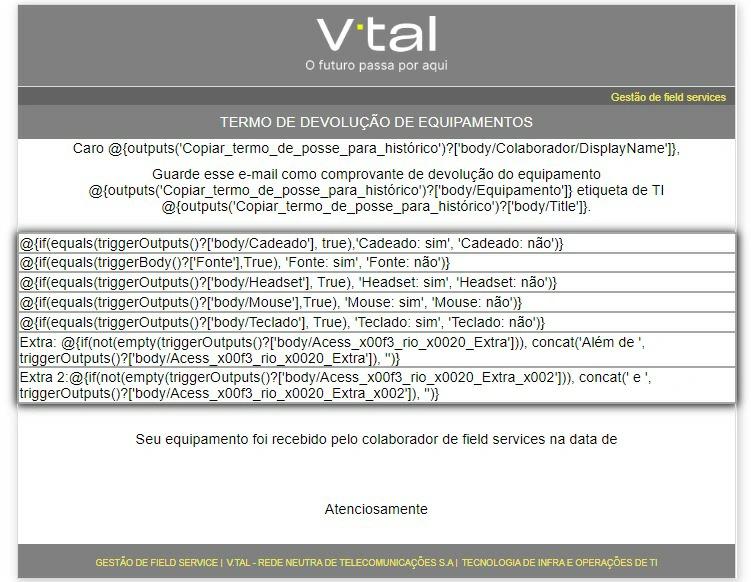 V·tal
O futuro passa por aqui
Gestão de field services
TERMO DE DEVOLUÇÃO DE EQUIPAMENTOS
Caro @{outputs('Copiar_termo_de_posse_para_histórico')?['body/Colaborador/DisplayName']},
Guarde esse e-mail como comprovante de devolução do equipamento
@{outputs('Copiar_termo_de_posse_para_histórico')?['body/Equipamento']} etiqueta de TI
@{outputs('Copiar_termo_de_posse_para_histórico')?['body/Title']}.
@{if(equals(triggerOutputs()?['body/Cadeado'], true),'Cadeado: sim', 'Cadeado: não')}
@{if(equals(triggerBody()?['Fonte'],True), 'Fonte: sim', 'Fonte: não')}
@{if(equals(triggerOutputs()?['body/Headset'], True), 'Headset: sim', 'Headset: não')}
@{if(equals(triggerOutputs()?['body/Mouse'],True), 'Mouse: sim', 'Mouse: não')}
@{if(equals(triggerOutputs()?['body/Teclado'], True), 'Teclado: sim', 'Teclado: não')}
Extra: @{if(not(empty(triggerOutputs()?['body/Acess_x00f3_rio_x0020_Extra'])), concat('Além de ',
triggerOutputs()?['body/Acess_x00f3_rio_x0020_Extra']), '')}
Extra 2:@{if(not(empty(triggerOutputs()?['body/Acess_x00f3_rio_x0020_Extra_x002'])), concat(' e ',
triggerOutputs()?['body/Acess_x00f3_rio_x0020_Extra_x002']), '')}
Seu equipamento foi recebido pelo colaborador de field services na data de
Atenciosamente
GESTÃO DE FIELD SERVICE | V.TAL - REDE NEUTRA DE TELECOMUNICAÇÕES S.A | TECNOLOGIA DE INFRA E OPERAÇÕES DE TI